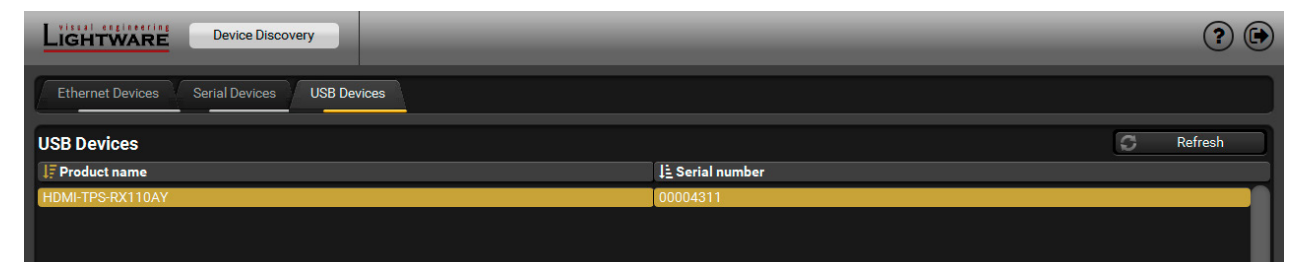 visual engineering
LIGHTWARE
Device Discovery
?
Ethernet Devices Serial Devices USB Devices
USB Devices
Refresh
Product name Serial number
HDMI-TPS-RX110AY 00004311